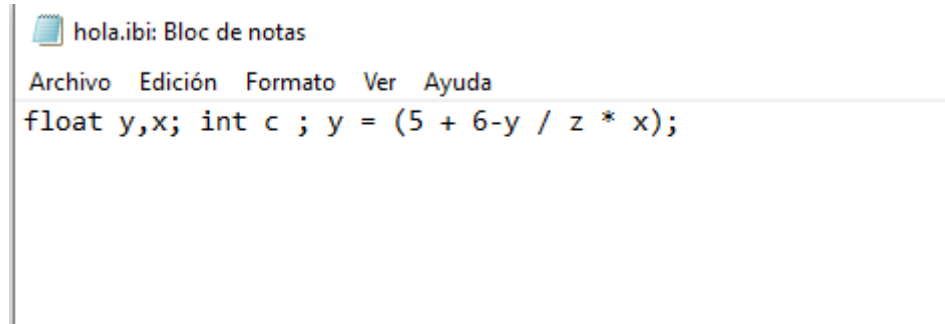 hola.ibi: Bloc de notas
Archivo Edición Formato Ver Ayuda
float y,x; int c ; y = (5 + 6-y / z * x);